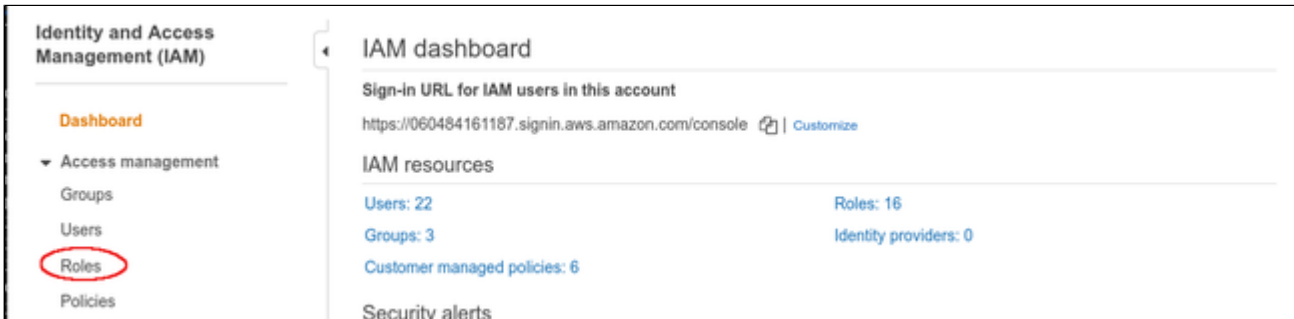 Identity and Access
Management (IAM)
Dashboard
Access management
Groups
Users
Roles
Policies
IAM dashboard
Sign-in URL for IAM users in this account
https://060484161187.signin.aws.amazon.com/console | Customize
IAM resources
Users: 22
Roles: 16
Groups: 3
Identity providers: 0
Customer managed policies: 6
Security alerts